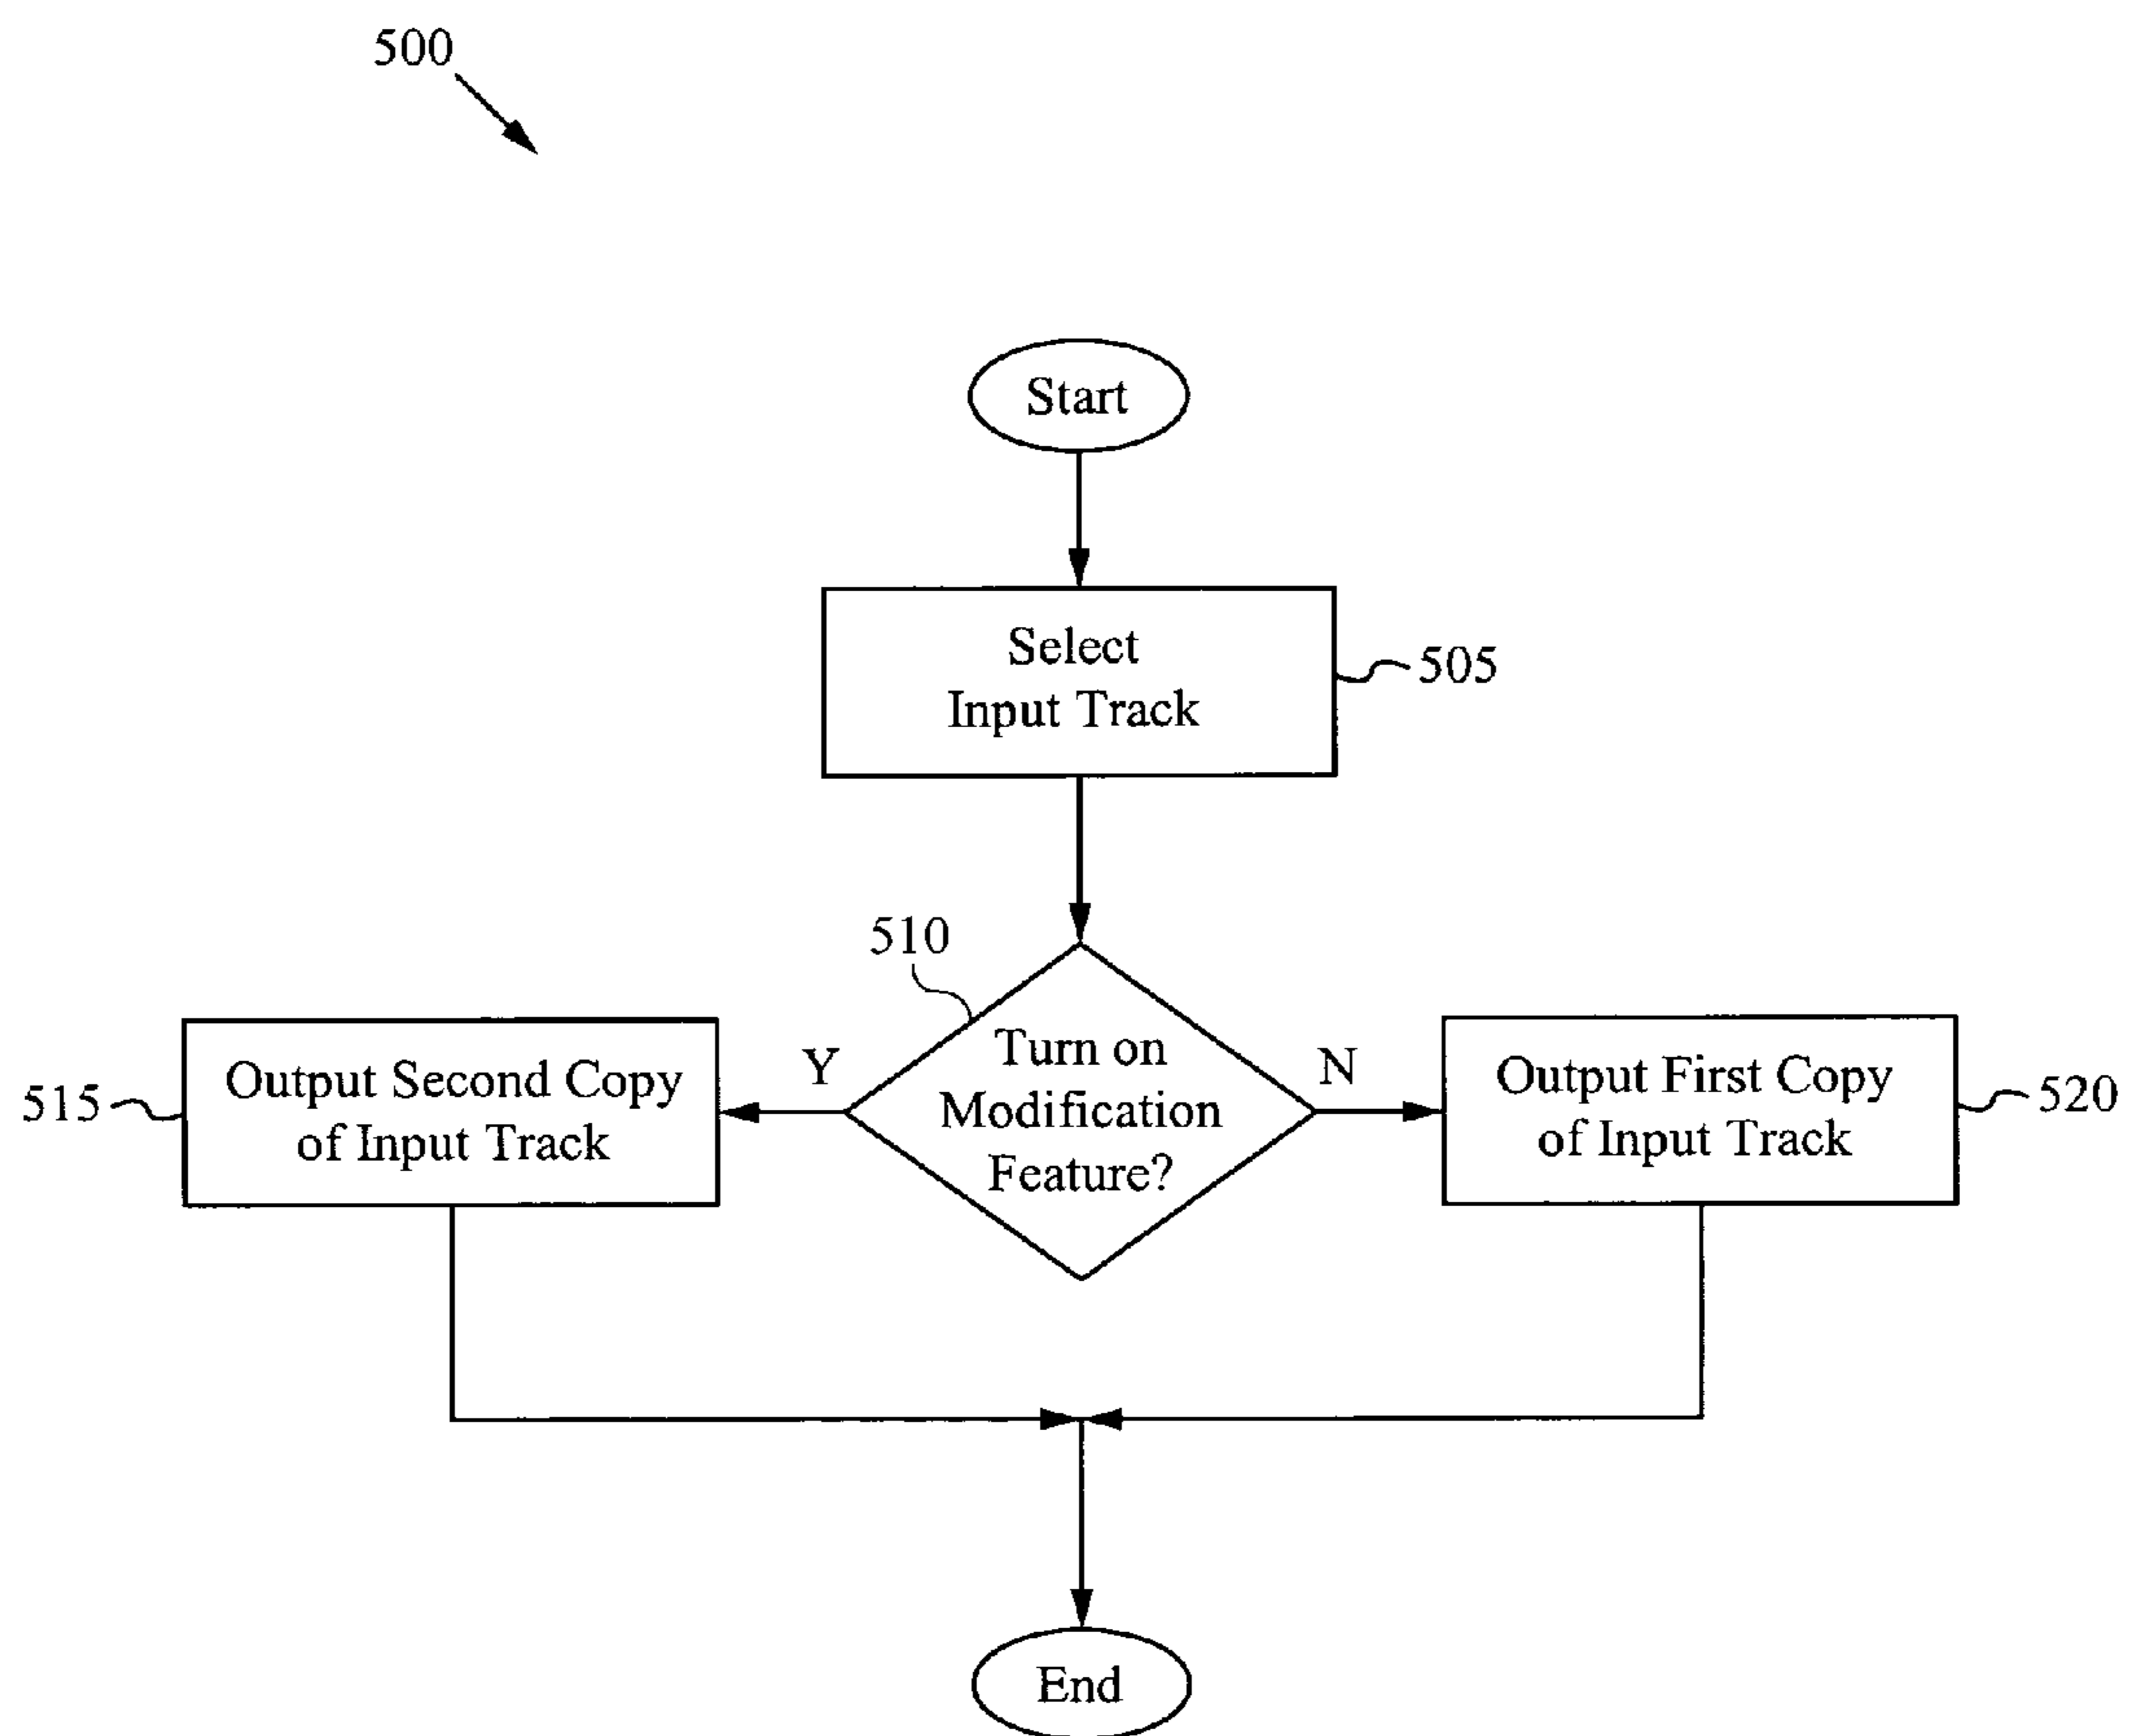 500
Start
Select
Input Track
505
510
Turn on
Modification
Feature?
Y
N
Output Second Copy
of Input Track
515
Output First Copy
of Input Track
520
End